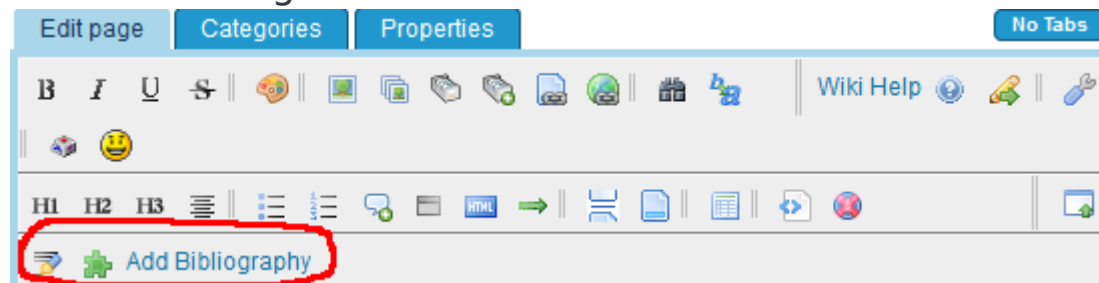 Edit page Categories Properties No Tabs
B I U S Wiki Help
H1 H2 H3 HTML
Add Bibliography